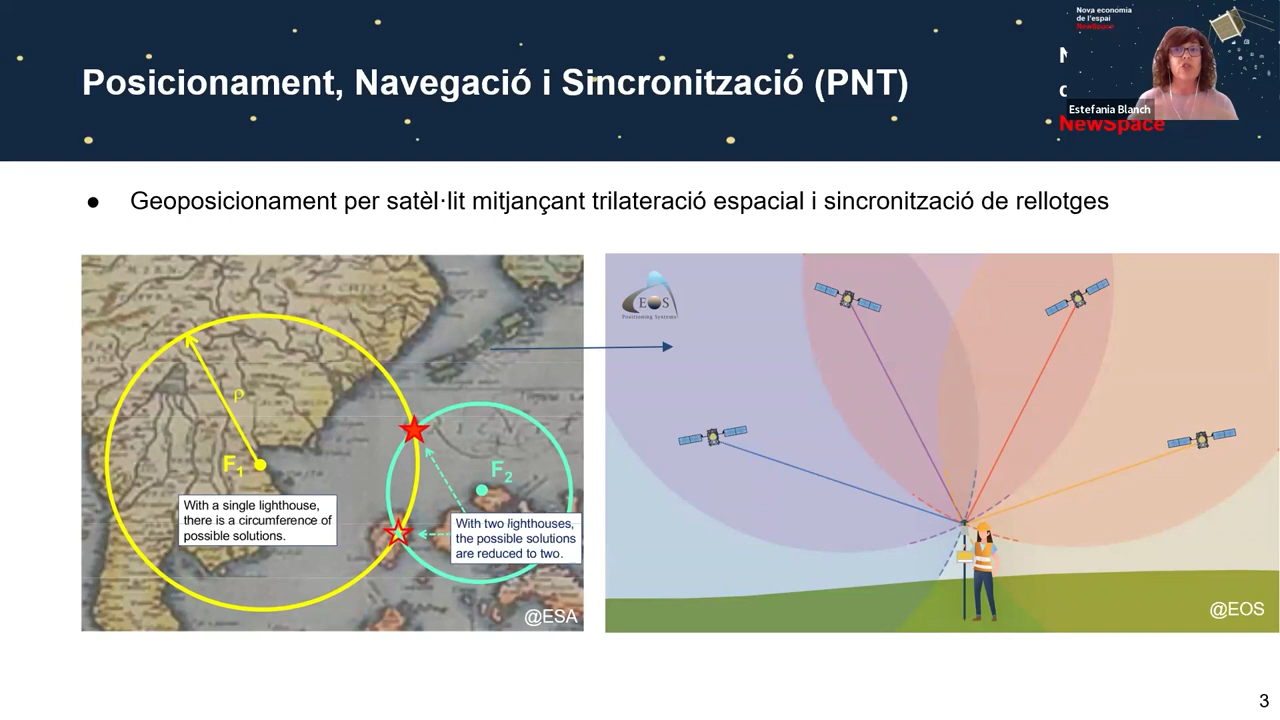 Nova economia
de l'espai
NewSpace
Posicionament, Navegació i Sincronització (PNT)
Estefania Blanch
NewSpace
● Geoposicionament per satèl·lit mitjançant trilateració espacial i sincronització de rellotges
EOS
Positioning Systems
ρ
F1
F2
With a single lighthouse,
there is a circumference of
possible solutions.
With two lighthouses,
the possible solutions
are reduced to two.
@ESA
@EOS
3